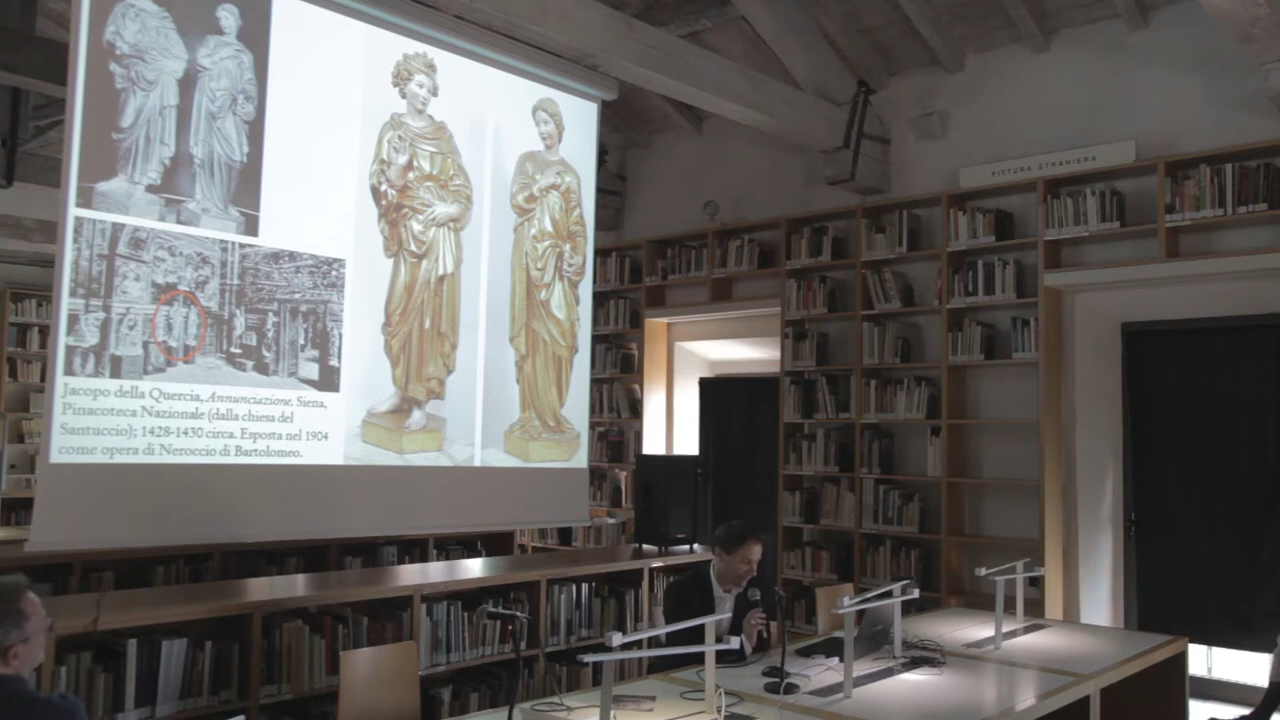 PITTURA STRANIERA
Jacopo della Quercia, Annunciazione. Siena,
Pinacoteca Nazionale (dalla chiesa del
Santuccio); 1428-1430 circa. Esposta nel 1904
come opera di Neroccio di Bartolomeo.